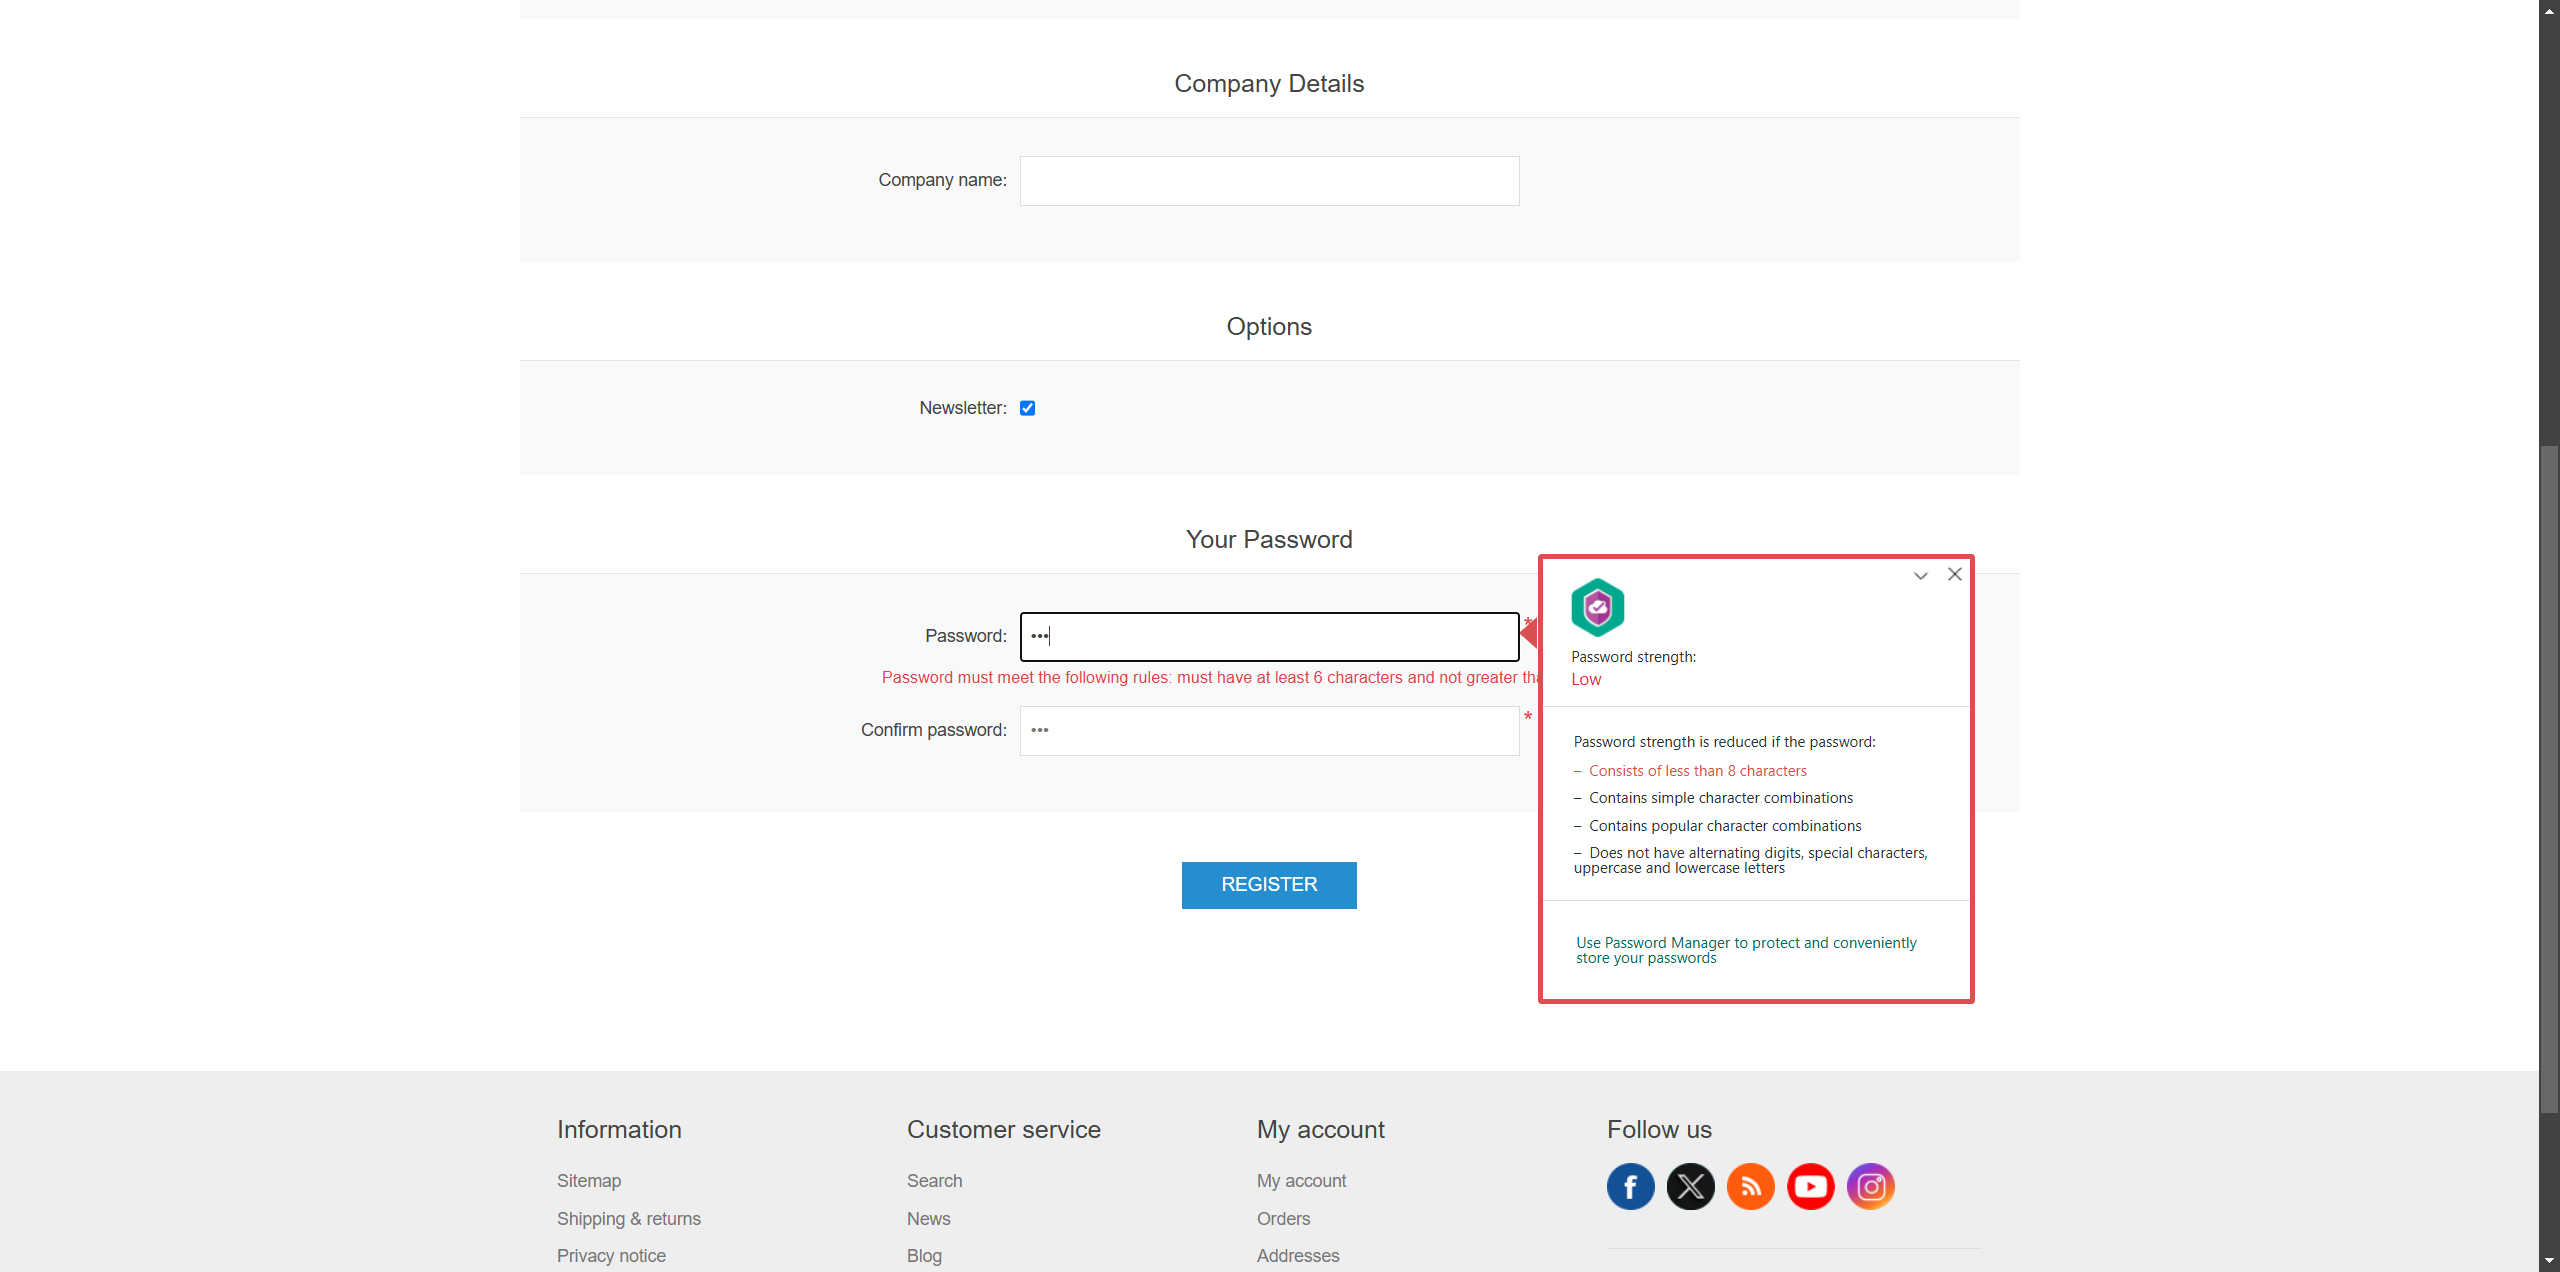 Company Details
Company name:
Options
Newsletter:
Your Password
Password:
•••
*
Password must meet the following rules: must have at least 6 characters and not greater
Confirm password:
•••
*
REGISTER
Password strength:
Low
Password strength is reduced if the password:
– Consists of less than 8 characters
– Contains simple character combinations
– Contains popular character combinations
– Does not have alternating digits, special characters,
uppercase and lowercase letters
Use Password Manager to protect and conveniently
store your passwords
Information
Sitemap
Shipping & returns
Privacy notice
Customer service
Search
News
Blog
My account
My account
Orders
Addresses
Follow us